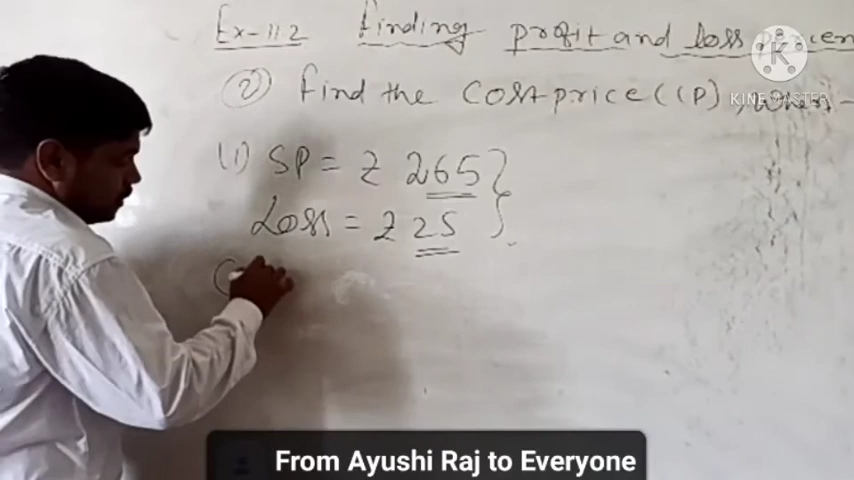 Ex-11.2 Finding profit and loss percen
② Find the Cost price (CP), when -
(1) SP = ₹ 265
Loss = ₹ 25
(
KINEMASTER
From Ayushi Raj to Everyone